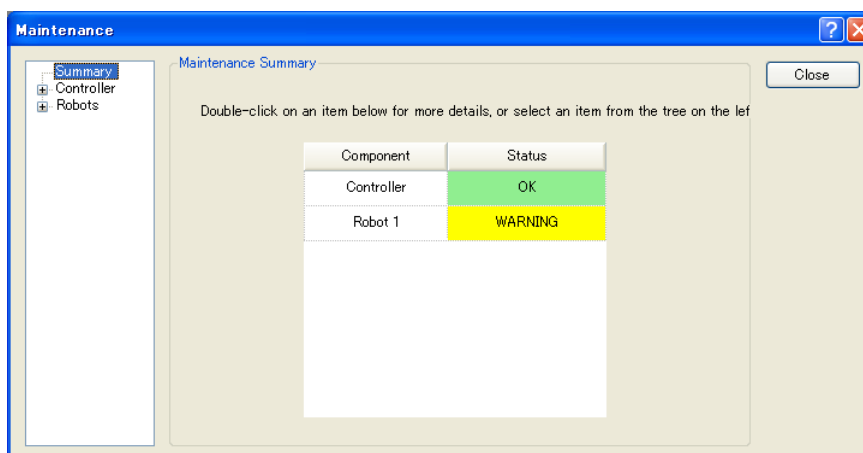 Maintenance
Summary
Controller
Robots
Maintenance Summary
Double-click on an item below for more details, or select an item from the tree on the lef
Component Status
Controller OK
Robot 1 WARNING
Close